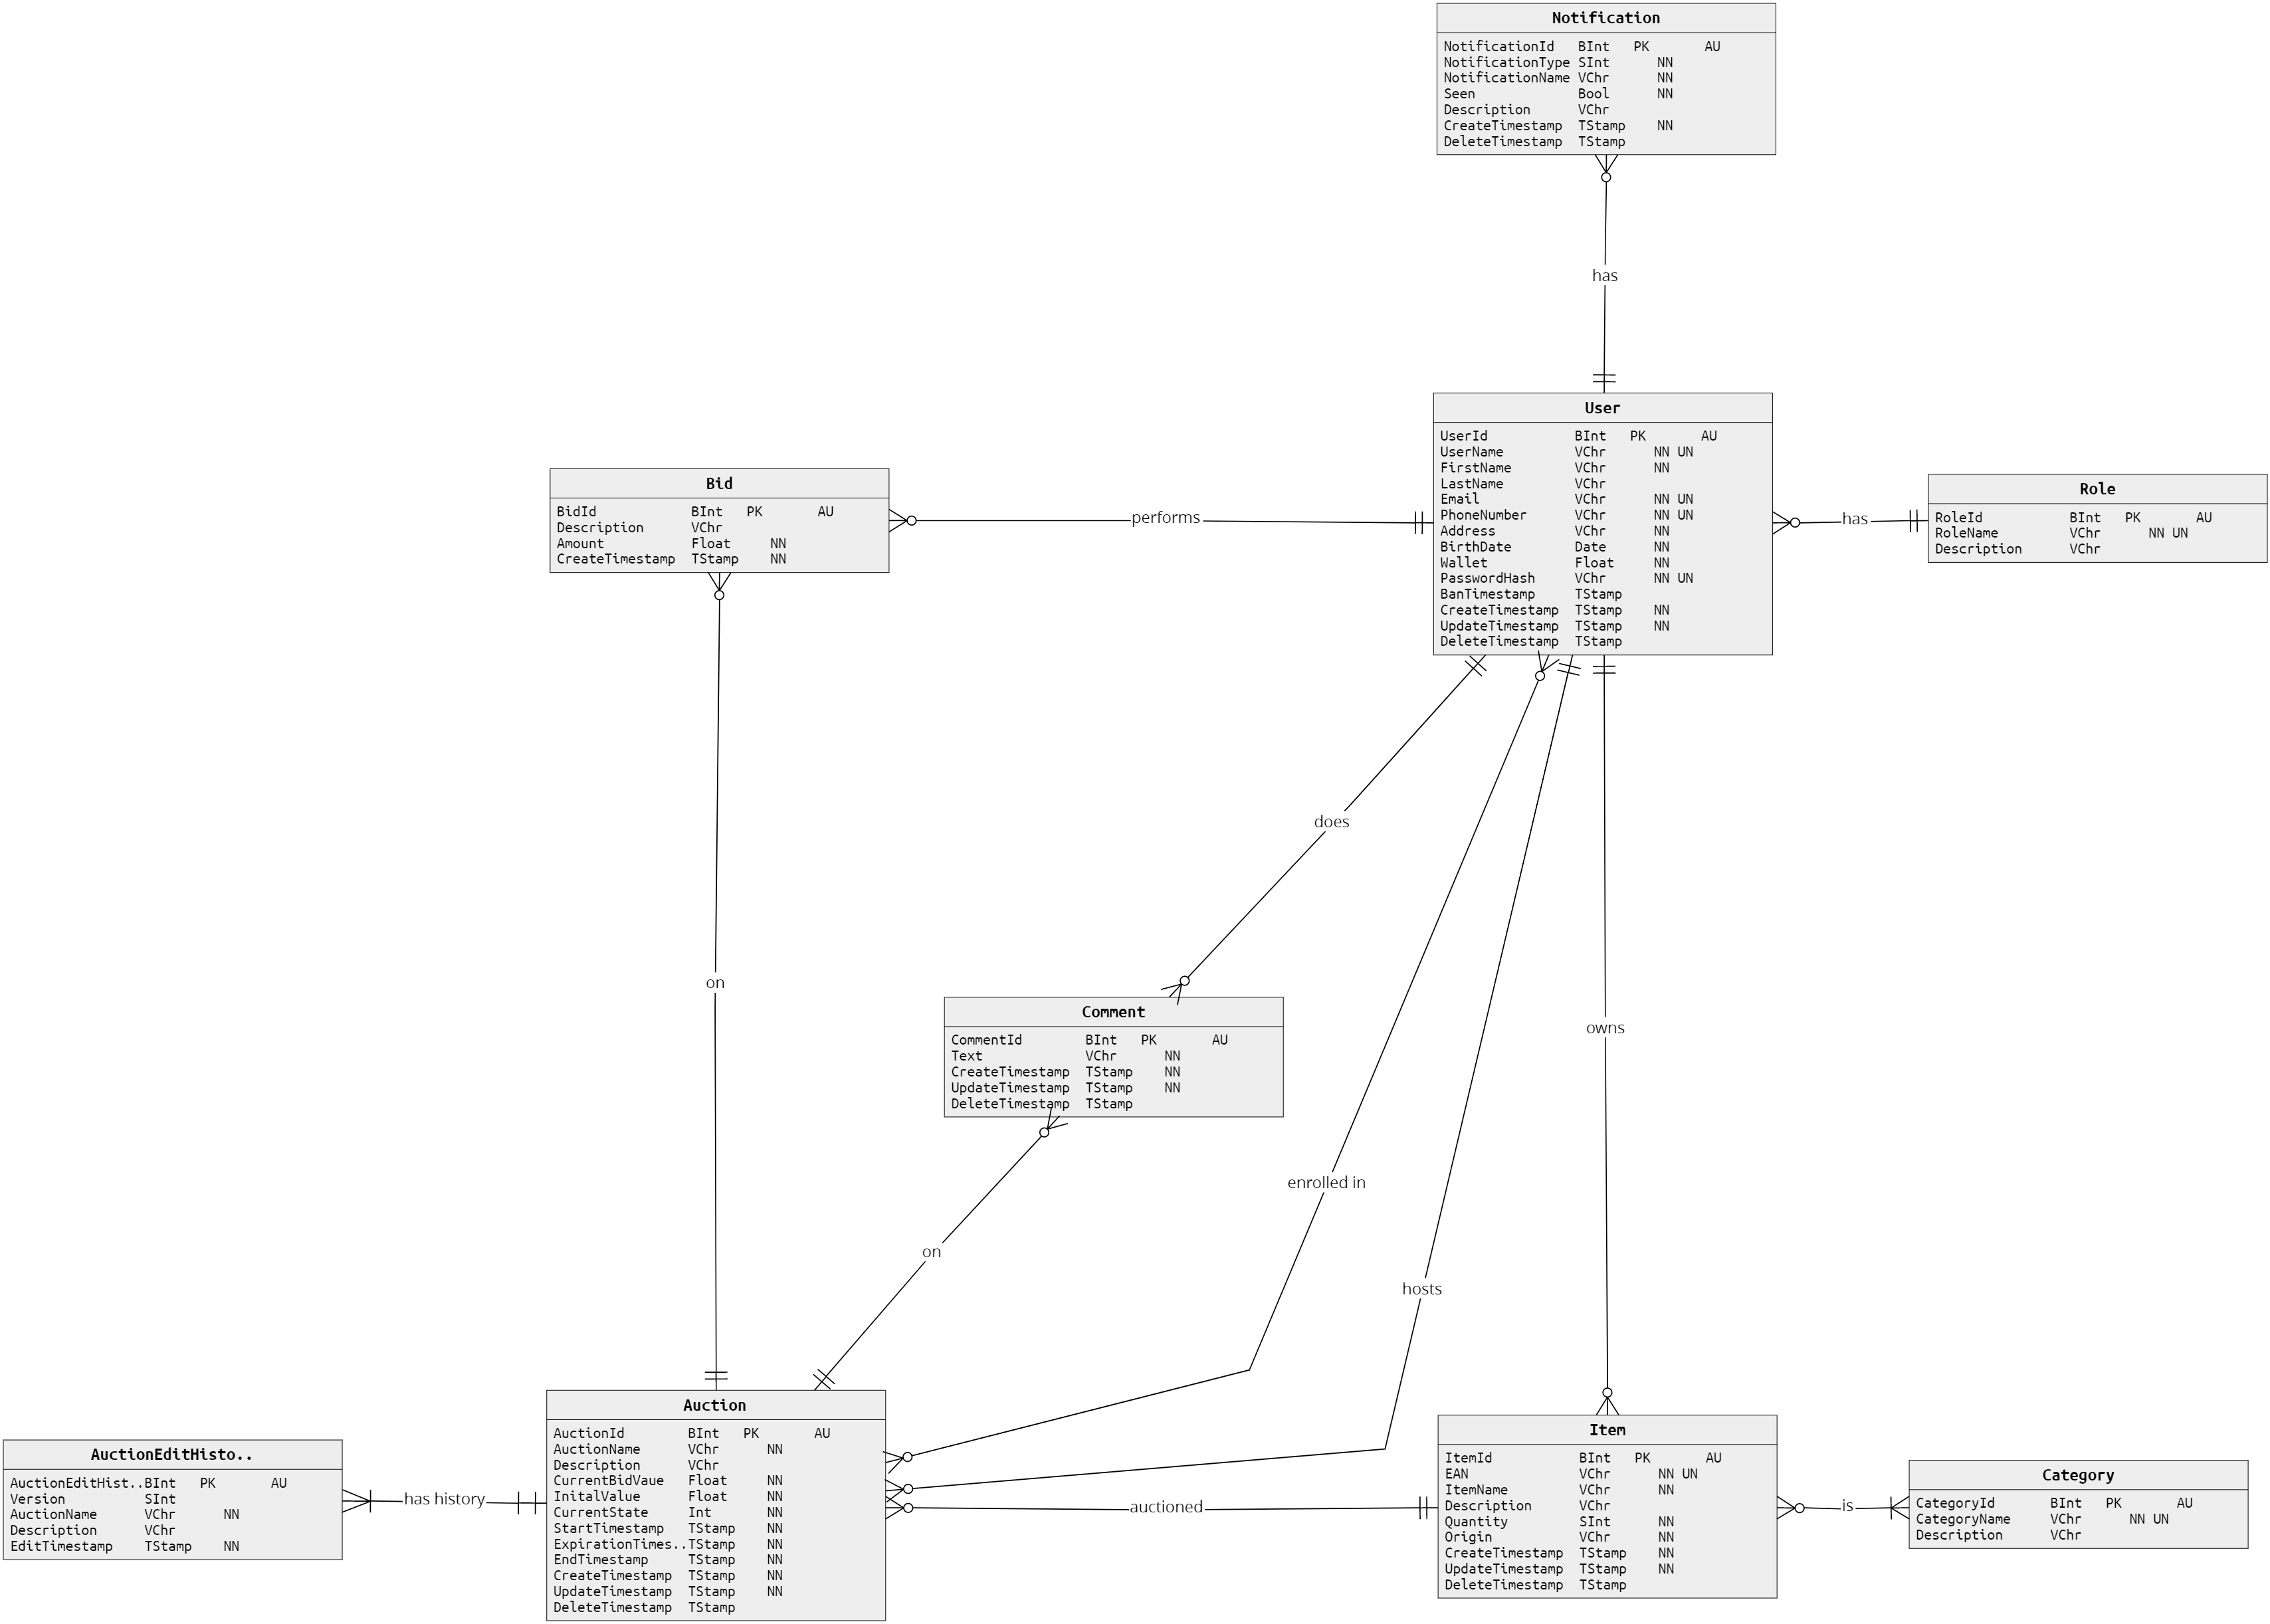 Notification
NotificationId BInt PK AU
NotificationType SInt NN
NotificationName VChr NN
Seen Bool NN
Description VChr
CreateTimestamp TStamp NN
DeleteTimestamp TStamp
has
User
UserId BInt PK AU
UserName VChr NN UN
FirstName VChr NN
LastName VChr
Email VChr NN UN
PhoneNumber VChr NN UN
Address VChr NN
BirthDate Date NN
Wallet Float NN
PasswordHash VChr NN UN
BanTimestamp TStamp
CreateTimestamp TStamp NN
UpdateTimestamp TStamp NN
DeleteTimestamp TStamp
Bid
BidId BInt PK AU
Description VChr
Amount Float NN
CreateTimestamp TStamp NN
performs
has
Role
RoleId BInt PK AU
RoleName VChr NN UN
Description VChr
does
on
Comment
CommentId BInt PK AU
Text VChr NN
CreateTimestamp TStamp NN
UpdateTimestamp TStamp NN
DeleteTimestamp TStamp
owns
enrolled in
on
hosts
Auction
AuctionId BInt PK AU
AuctionName VChr NN
Description VChr
CurrentBidVaue Float NN
InitalValue Float NN
CurrentState Int NN
StartTimestamp TStamp NN
ExpirationTimes..TStamp NN
EndTimestamp TStamp NN
CreateTimestamp TStamp NN
UpdateTimestamp TStamp NN
DeleteTimestamp TStamp
AuctionEditHisto..
AuctionEditHist..BInt PK AU
Version SInt
AuctionName VChr NN
Description VChr
EditTimestamp TStamp NN
has history
auctioned
Item
ItemId BInt PK AU
EAN VChr NN UN
ItemName VChr NN
Description VChr
Quantity SInt NN
Origin VChr NN
CreateTimestamp TStamp NN
UpdateTimestamp TStamp NN
DeleteTimestamp TStamp
is
Category
CategoryId BInt PK AU
CategoryName VChr NN UN
Description VChr